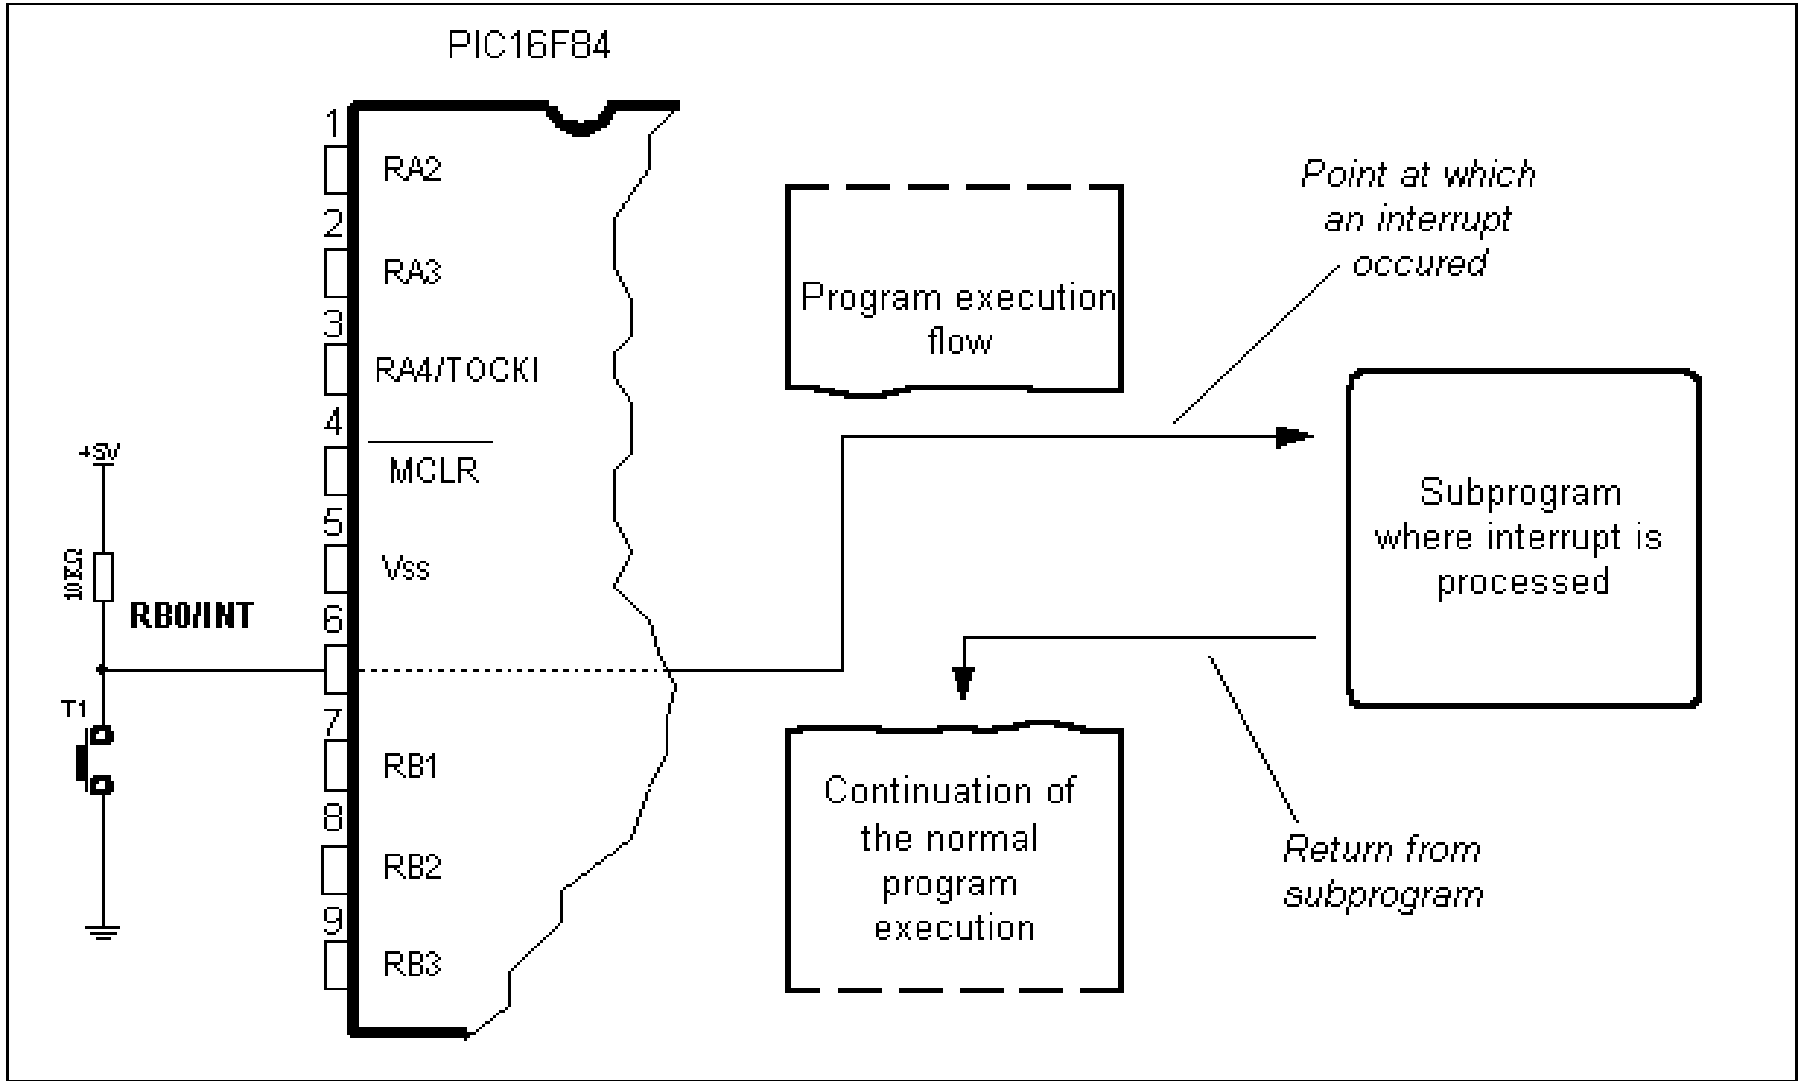 PIC16F84
1
RA2
2
RA3
3
RA4/TOCKI
4
MCLR
5
Vss
6
7
RB1
8
RB2
9
RB3
+5V
10KΩ
RB0/INT
T1
Program execution
flow
Point at which
an interrupt
occured
Subprogram
where interrupt is
processed
Continuation of
the normal
program
execution
Return from
subprogram